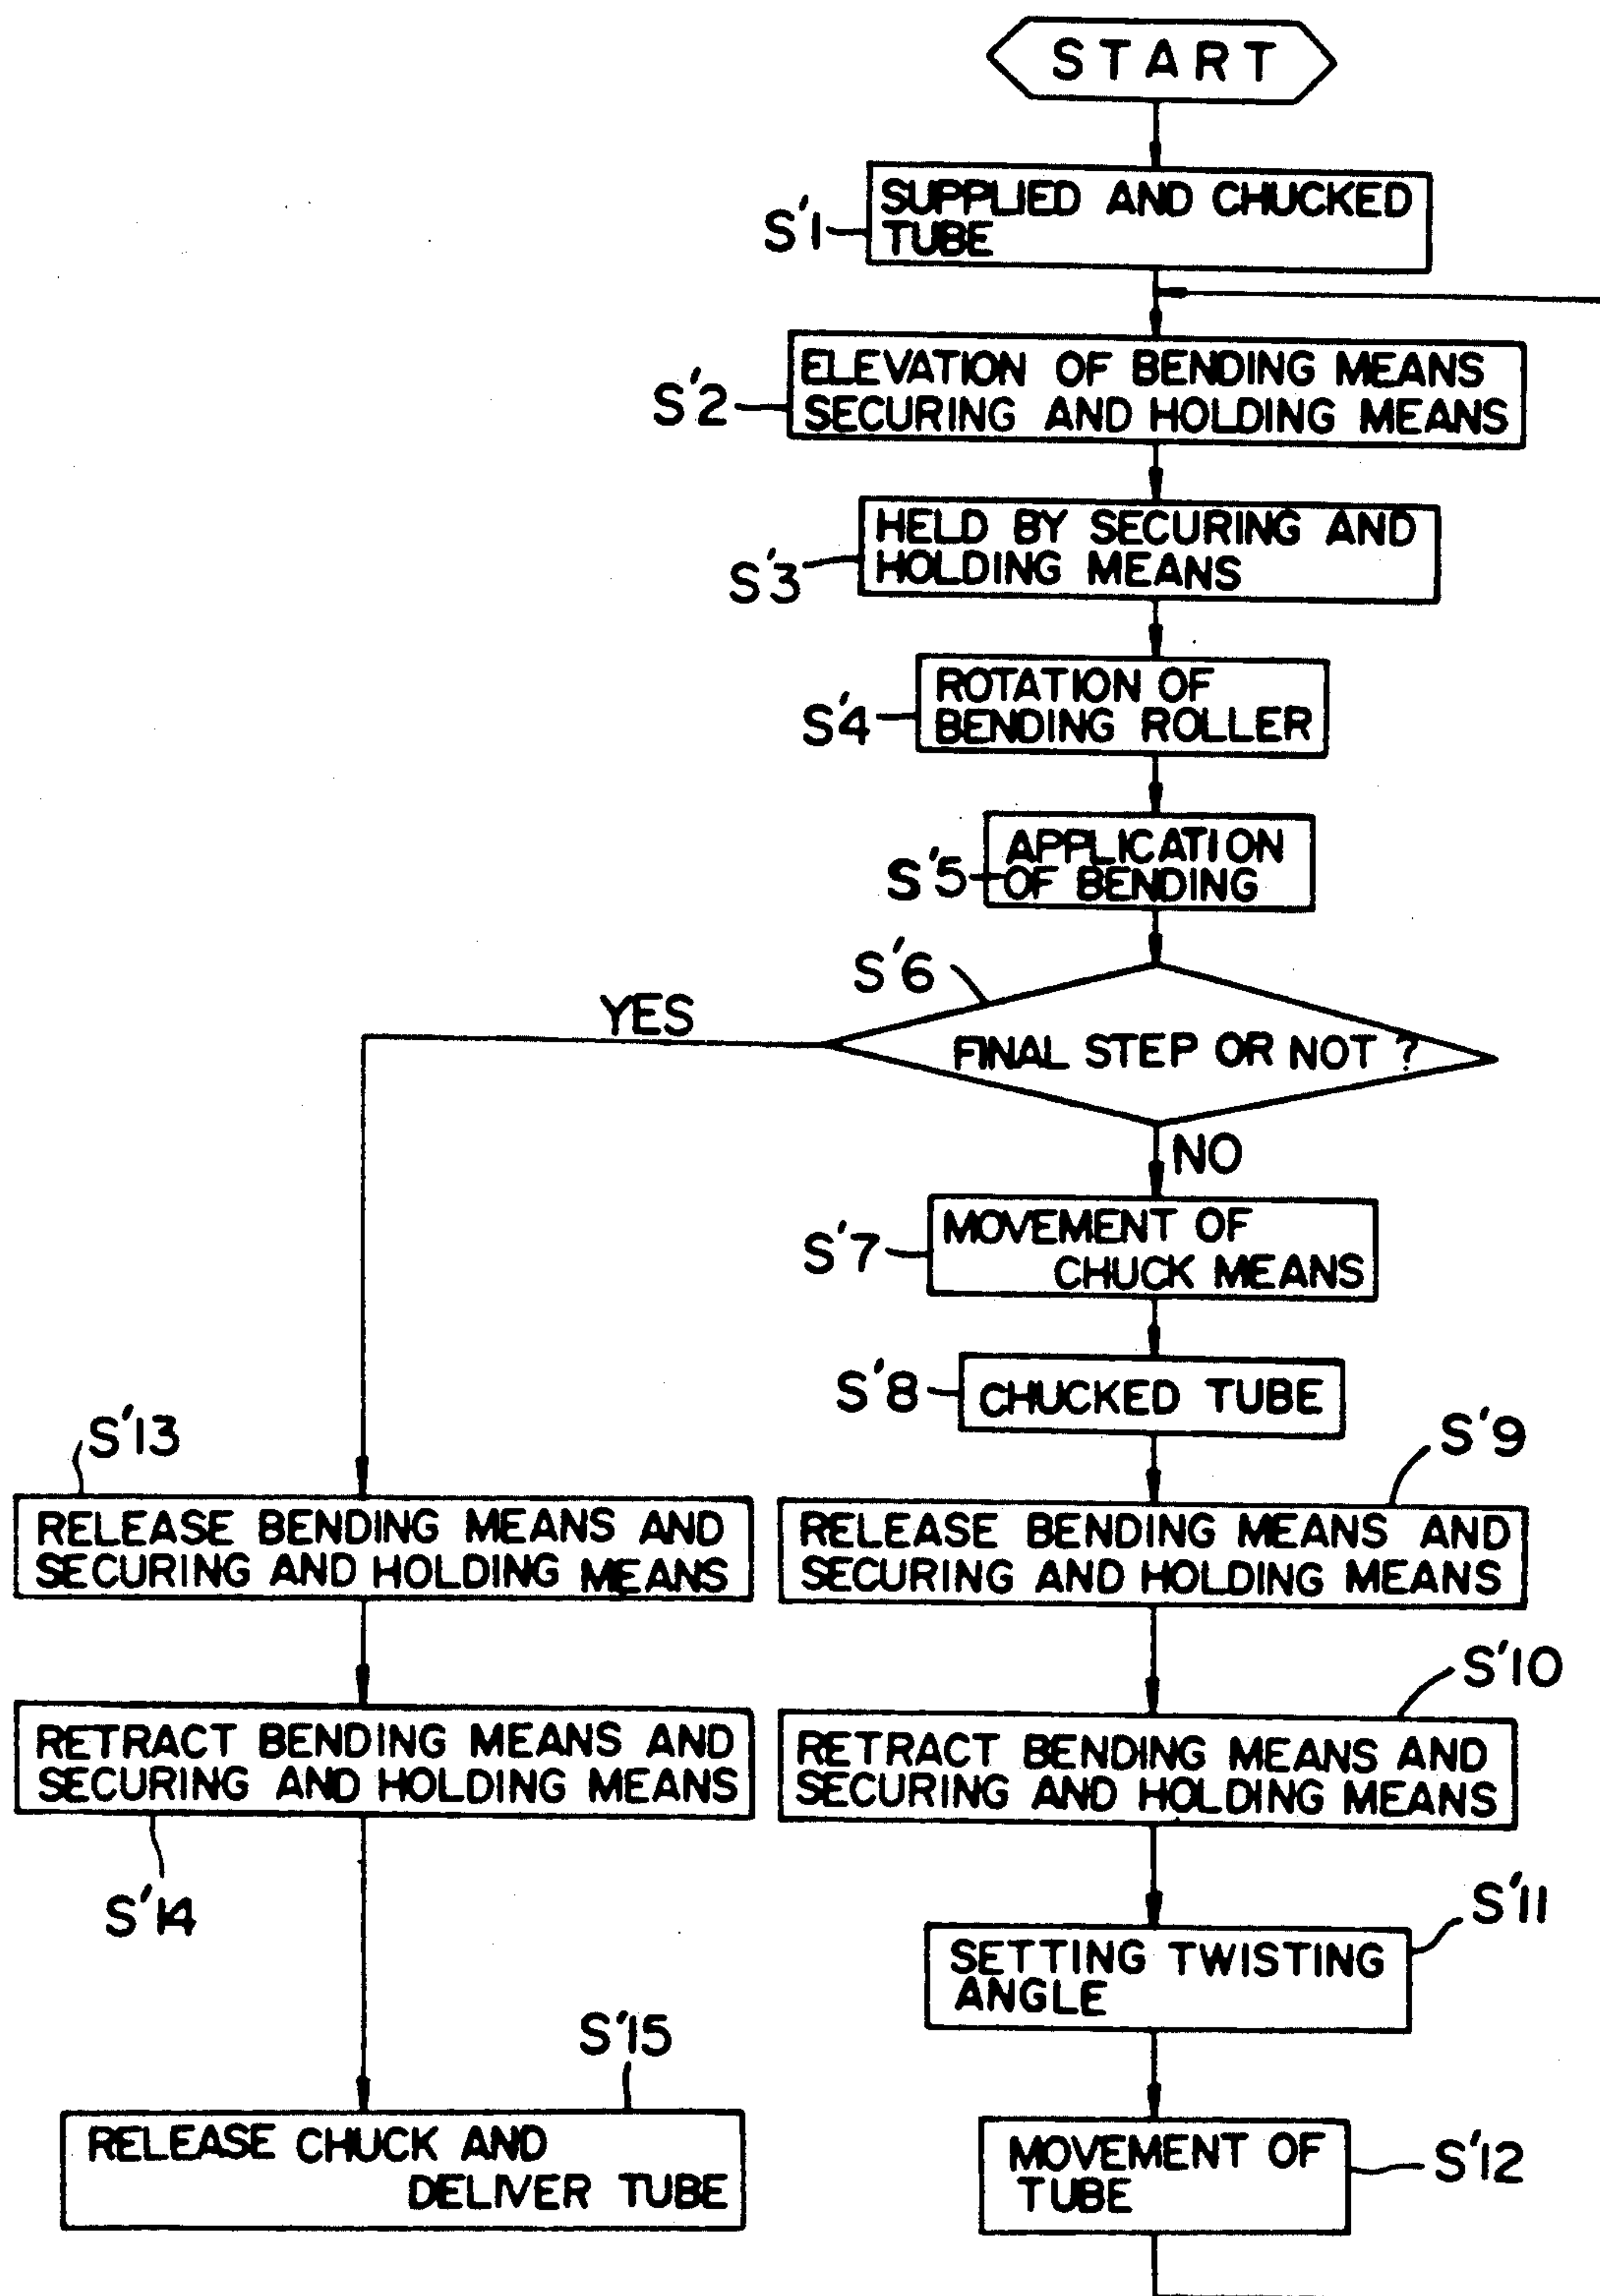 START
S'1
SUPPLIED AND CHUCKED
TUBE
S'2
ELEVATION OF BENDING MEANS
SECURING AND HOLDING MEANS
S'3
HELD BY SECURING AND
HOLDING MEANS
S'4
ROTATION OF
BENDING ROLLER
S'5
APPLICATION
OF BENDING
S'6
YES
FINAL STEP OR NOT ?
NO
S'7
MOVEMENT OF
CHUCK MEANS
S'8
CHUCKED TUBE
S'13
RELEASE BENDING MEANS AND
SECURING AND HOLDING MEANS
S'9
RELEASE BENDING MEANS AND
SECURING AND HOLDING MEANS
RETRACT BENDING MEANS AND
SECURING AND HOLDING MEANS
S'14
S'10
RETRACT BENDING MEANS AND
SECURING AND HOLDING MEANS
S'11
SETTING TWISTING
ANGLE
S'15
RELEASE CHUCK AND
DELIVER TUBE
MOVEMENT OF
TUBE
S'12